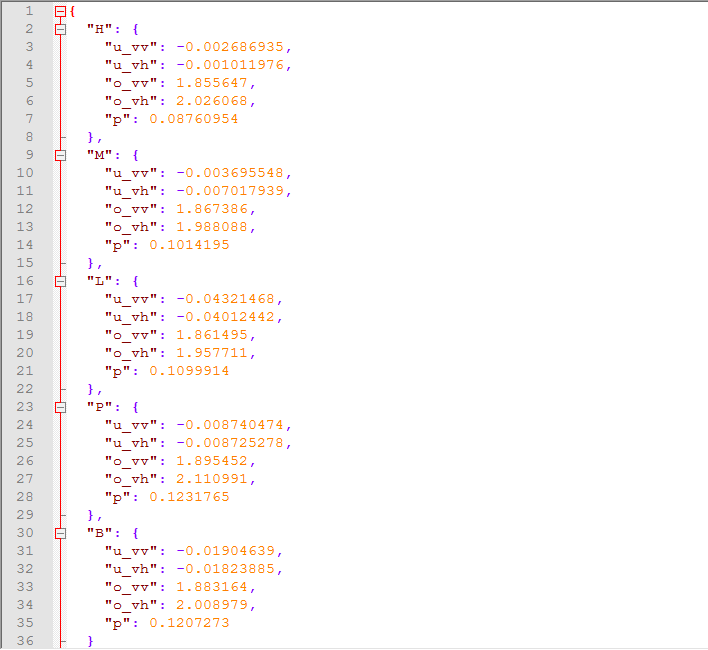 1 {
2 "H": {
3 "u_vv": -0.002686935,
4 "u_vh": -0.001011976,
5 "o_vv": 1.855647,
6 "o_vh": 2.026068,
7 "p": 0.08760954
8 },
9 "M": {
10 "u_vv": -0.003695548,
11 "u_vh": -0.007017939,
12 "o_vv": 1.867386,
13 "o_vh": 1.988088,
14 "p": 0.1014195
15 },
16 "L": {
17 "u_vv": -0.04321468,
18 "u_vh": -0.04012442,
19 "o_vv": 1.861495,
20 "o_vh": 1.957711,
21 "p": 0.1099914
22 },
23 "P": {
24 "u_vv": -0.008740474,
25 "u_vh": -0.008725278,
26 "o_vv": 1.895452,
27 "o_vh": 2.110991,
28 "p": 0.1231765
29 },
30 "B": {
31 "u_vv": -0.01904639,
32 "u_vh": -0.01823885,
33 "o_vv": 1.883164,
34 "o_vh": 2.008979,
35 "p": 0.1207273
36 }